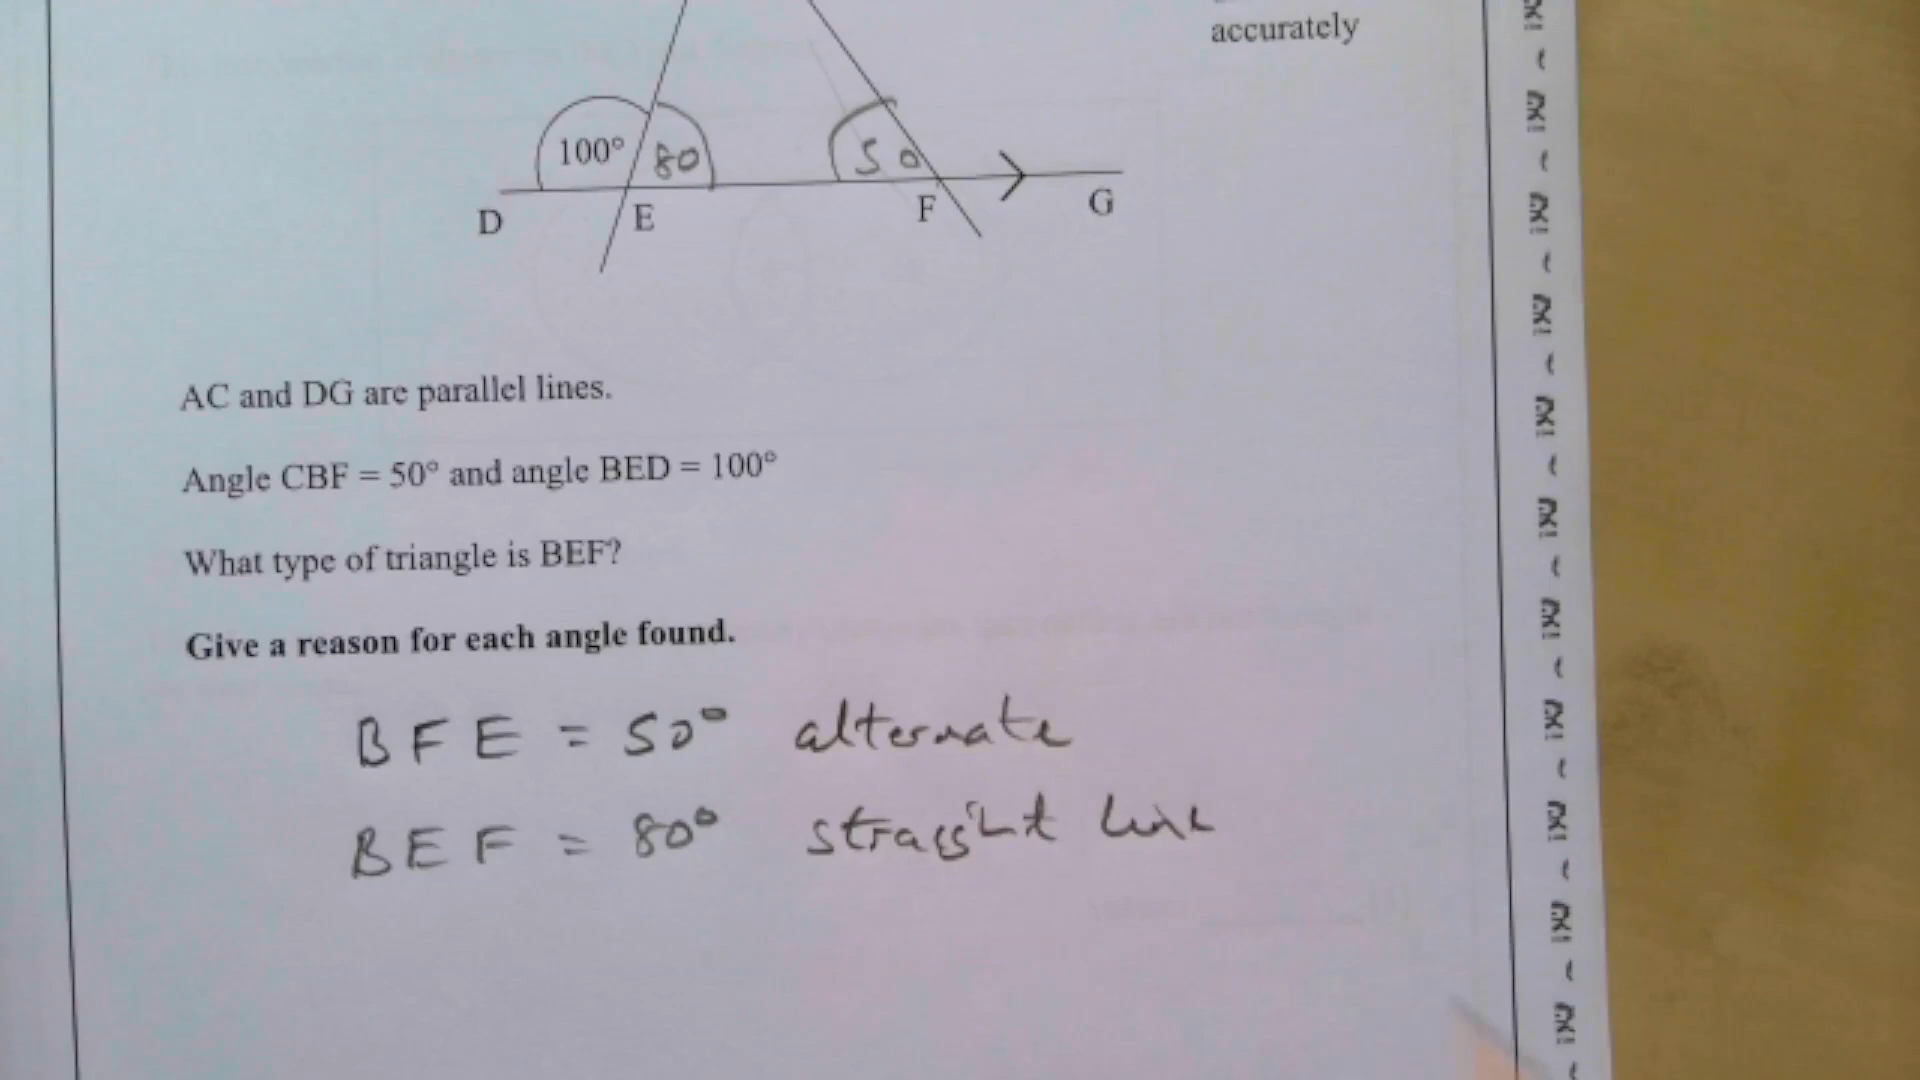 accurately
100° 80 50
D E F G
AC and DG are parallel lines.
Angle CBF = 50° and angle BED = 100°
What type of triangle is BEF?
Give a reason for each angle found.
BFE = 50° alternate
BEF = 80° straight line